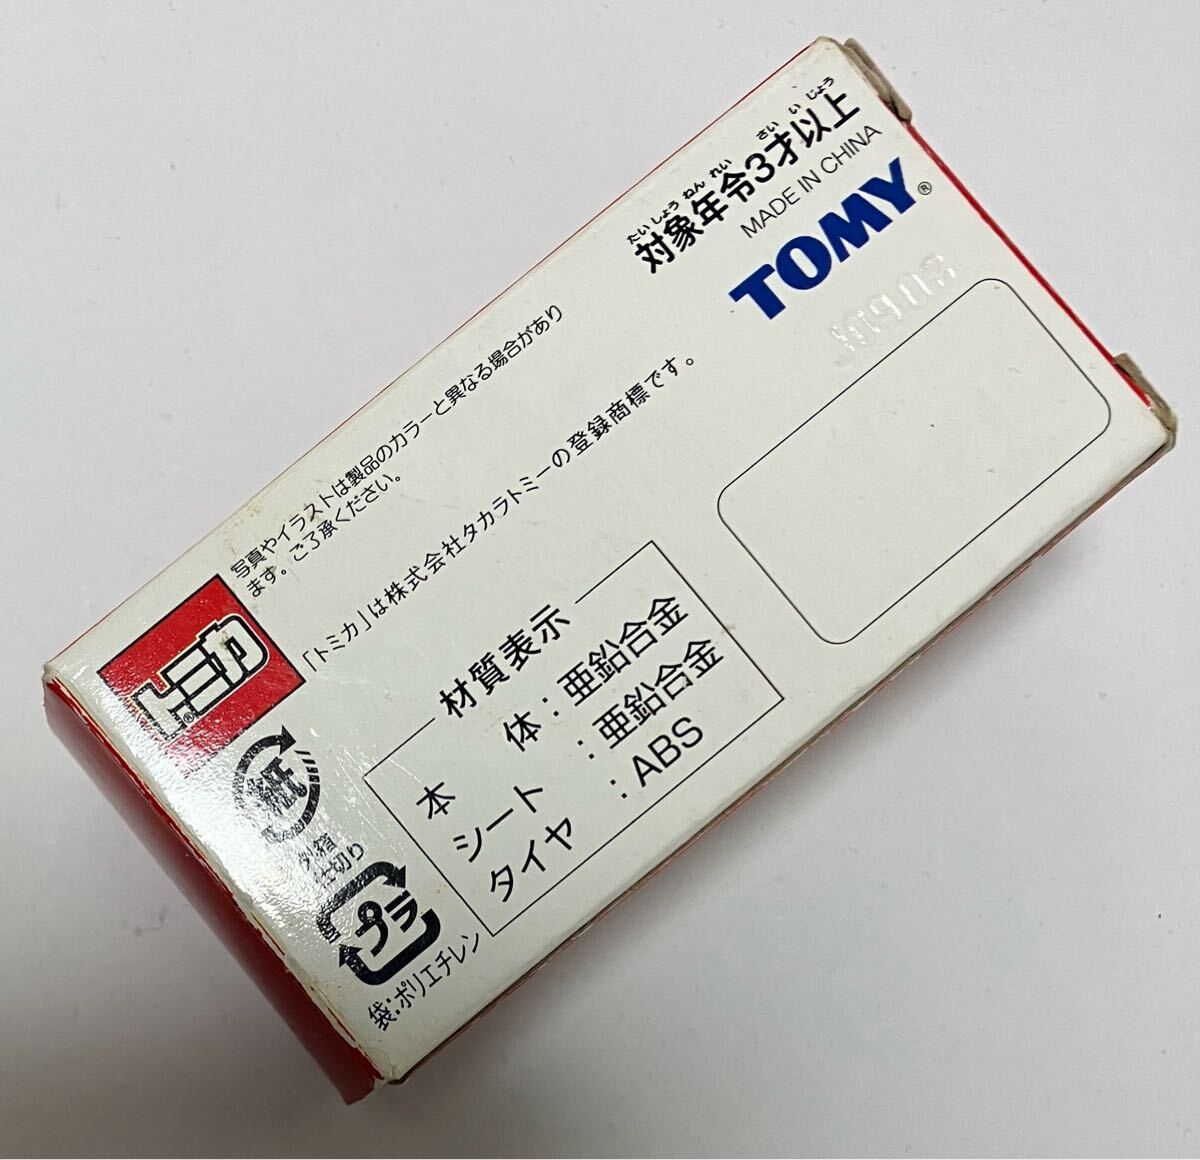 たいしょうねんれい さいいじょう
対象年令3才以上
MADE IN CHINA
TOMY®
写真やイラストは製品のカラーと異なる場合があり
ます。ご了承ください。
「トミカ」は株式会社タカラトミーの登録商標です。
トミカ®
材質表示
本体:亜鉛合金
シート:亜鉛合金
タイヤ:ABS
紙
外箱
仕切り
プラ
袋:ポリエチレン